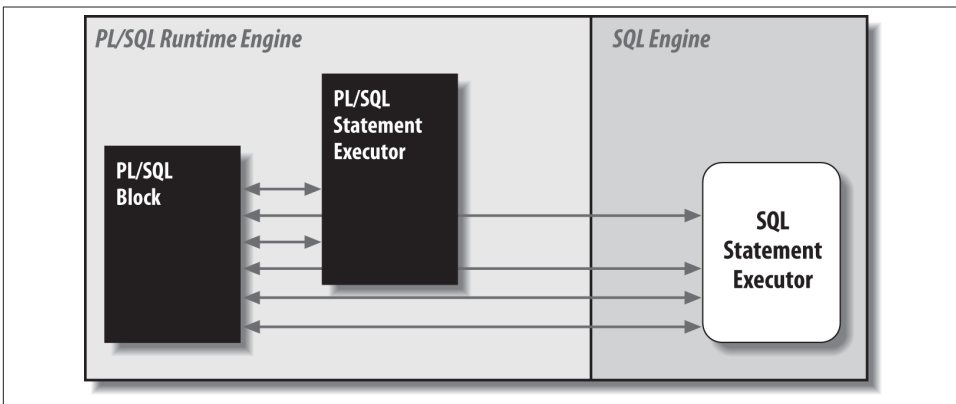 PL/SQL Runtime Engine
SQL Engine
PL/SQL
Statement
Executor
PL/SQL
Block
SQL
Statement
Executor